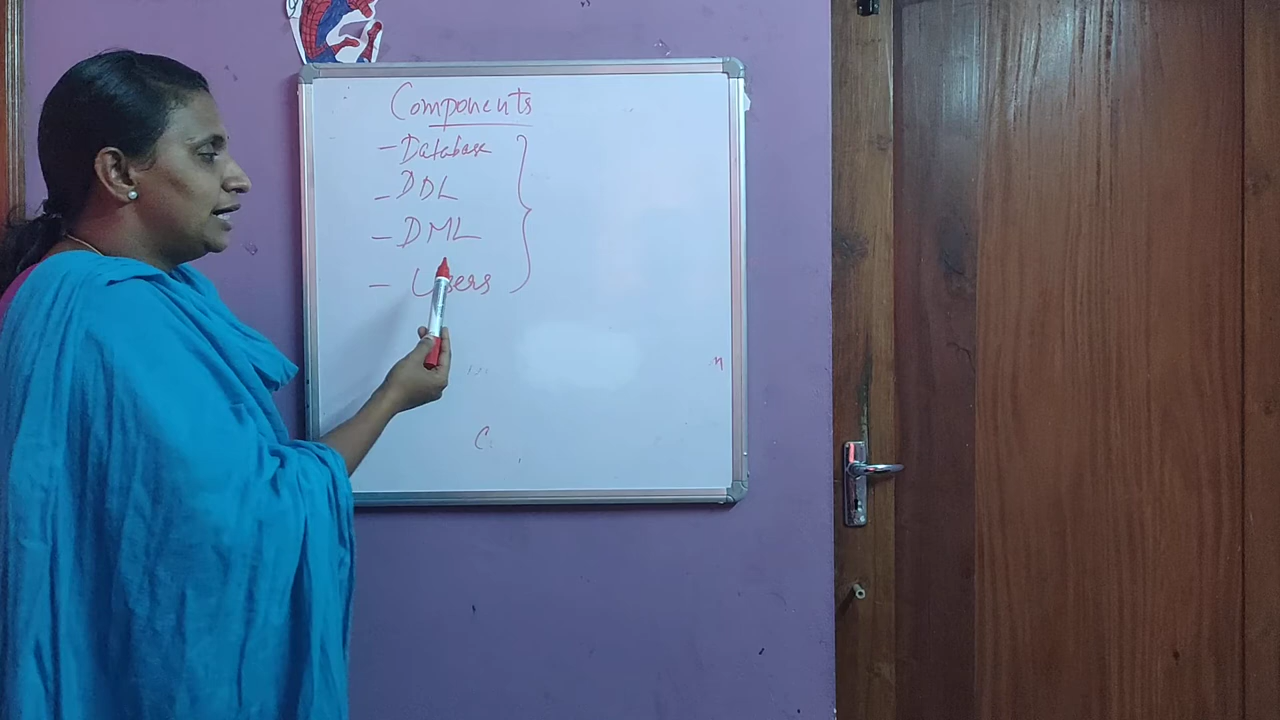 Components
- Database
- DDL
- DML
- Users